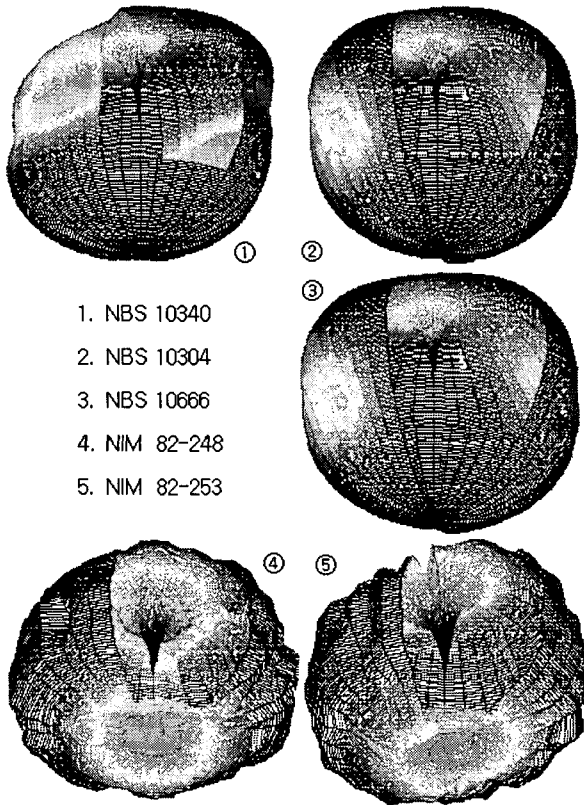 ①
②
③
1. NBS 10340
2. NBS 10304
3. NBS 10666
4. NIM 82-248
5. NIM 82-253
④
⑤